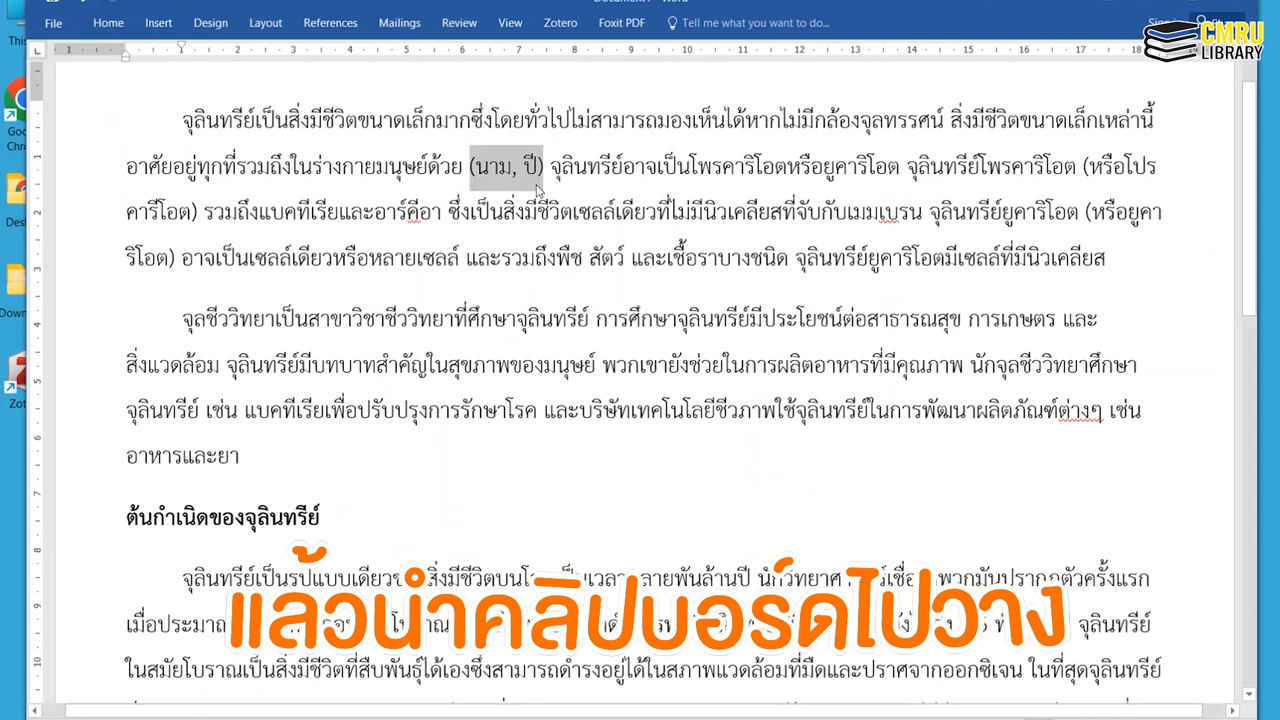 Document1 - Word
File Home Insert Design Layout References Mailings Review View Zotero Foxit PDF Tell me what you want to do...
CMRU
LIBRARY
จุลินทรีย์เป็นสิ่งมีชีวิตขนาดเล็กมากซึ่งโดยทั่วไปไม่สามารถมองเห็นได้หากไม่มีกล้องจุลทรรศน์ สิ่งมีชีวิตขนาดเล็กเหล่านี้
อาศัยอยู่ทุกที่รวมถึงในร่างกายมนุษย์ด้วย (นาม, ปี) จุลินทรีย์อาจเป็นโพรคาริโอตหรือยูคาริโอต จุลินทรีย์โพรคาริโอต (หรือโปร
คารีโอต) รวมถึงแบคทีเรียและอาร์คีอา ซึ่งเป็นสิ่งมีชีวิตเซลล์เดียวที่ไม่มีนิวเคลียสที่จับกับเมมเบรน จุลินทรีย์ยูคาริโอต (หรือยูคา
ริโอต) อาจเป็นเซลล์เดียวหรือหลายเซลล์ และรวมถึงพืช สัตว์ และเชื้อราบางชนิด จุลินทรีย์ยูคาริโอตมีเซลล์ที่มีนิวเคลียส
จุลชีววิทยาเป็นสาขาวิชาชีววิทยาที่ศึกษาจุลินทรีย์ การศึกษาจุลินทรีย์มีประโยชน์ต่อสาธารณสุข การเกษตร และ
สิ่งแวดล้อม จุลินทรีย์มีบทบาทสำคัญในสุขภาพของมนุษย์ พวกเขายังช่วยในการผลิตอาหารที่มีคุณภาพ นักจุลชีววิทยาศึกษา
จุลินทรีย์ เช่น แบคทีเรียเพื่อปรับปรุงการรักษาโรค และบริษัทเทคโนโลยีชีวภาพใช้จุลินทรีย์ในการพัฒนาผลิตภัณฑ์ต่างๆ เช่น
อาหารและยา
ต้นกำเนิดของจุลินทรีย์
จุลินทรีย์เป็นรูปแบบเดียว สิ่งมีชีวิตบน
แล้วนำคลิปบอร์ดไปวาง
เมื่อประมาณ จุลินทรีย์
ในสมัยโบราณเป็นสิ่งมีชีวิตที่สืบพันธุ์ได้เองซึ่งสามารถดำรงอยู่ได้ในสภาพแวดล้อมที่มืดและปราศจากออกซิเจน ในที่สุดจุลินทรีย์